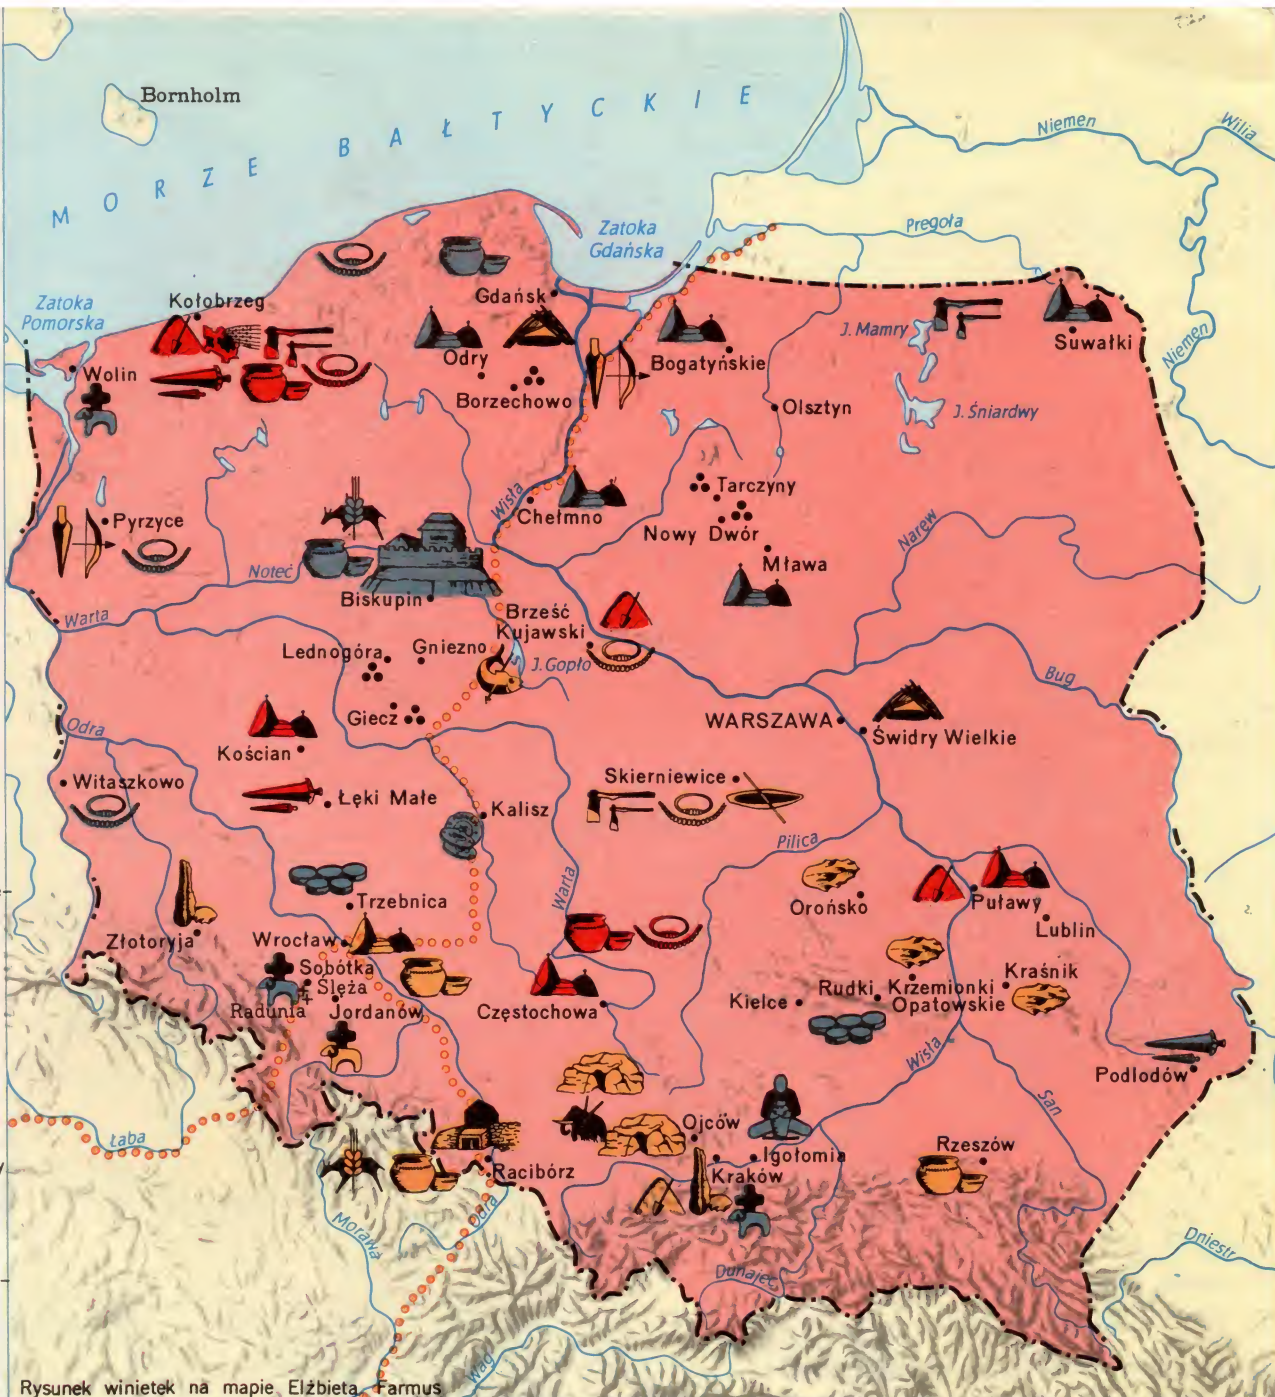 Bornholm
MORZE BAŁTYCKIE
Niemen
Wilia
Pregoła
Zatoka
Gdańska
Zatoka
Pomorska
Kołobrzeg
Gdańsk
Odry
Borzechowo
Bogatyńskie
J. Mamry
Suwałki
Niemen
Wolin
Olsztyn
J. Śniardwy
Pyrzyce
Wisła
Chełmno
Tarczyny
Nowy Dwór
Mława
Narew
Noteć
Biskupin
Warta
Brześć
Kujawski
Lednogóra
Gniezno
J. Gopło
Bug
Giecz
WARSZAWA
Świdry Wielkie
Odra
Kościan
Witaszkowo
Łęki Małe
Skierniewice
Kalisz
Pilica
Warta
Trzebnica
Orońsko
Puławy
Lublin
Złotoryja
Wrocław
Sobótka
Ślęża
Radunia
Jordanów
Częstochowa
Kielce
Rudki
Krzemionki
Opatowskie
Kraśnik
Wisła
Podlodów
San
Łaba
Ojców
Igołomia
Kraków
Rzeszów
Racibórz
Odra
Morawa
Dunajec
Dniestr
Wag
Rysunek winietek na mapie Elżbieta Farmus